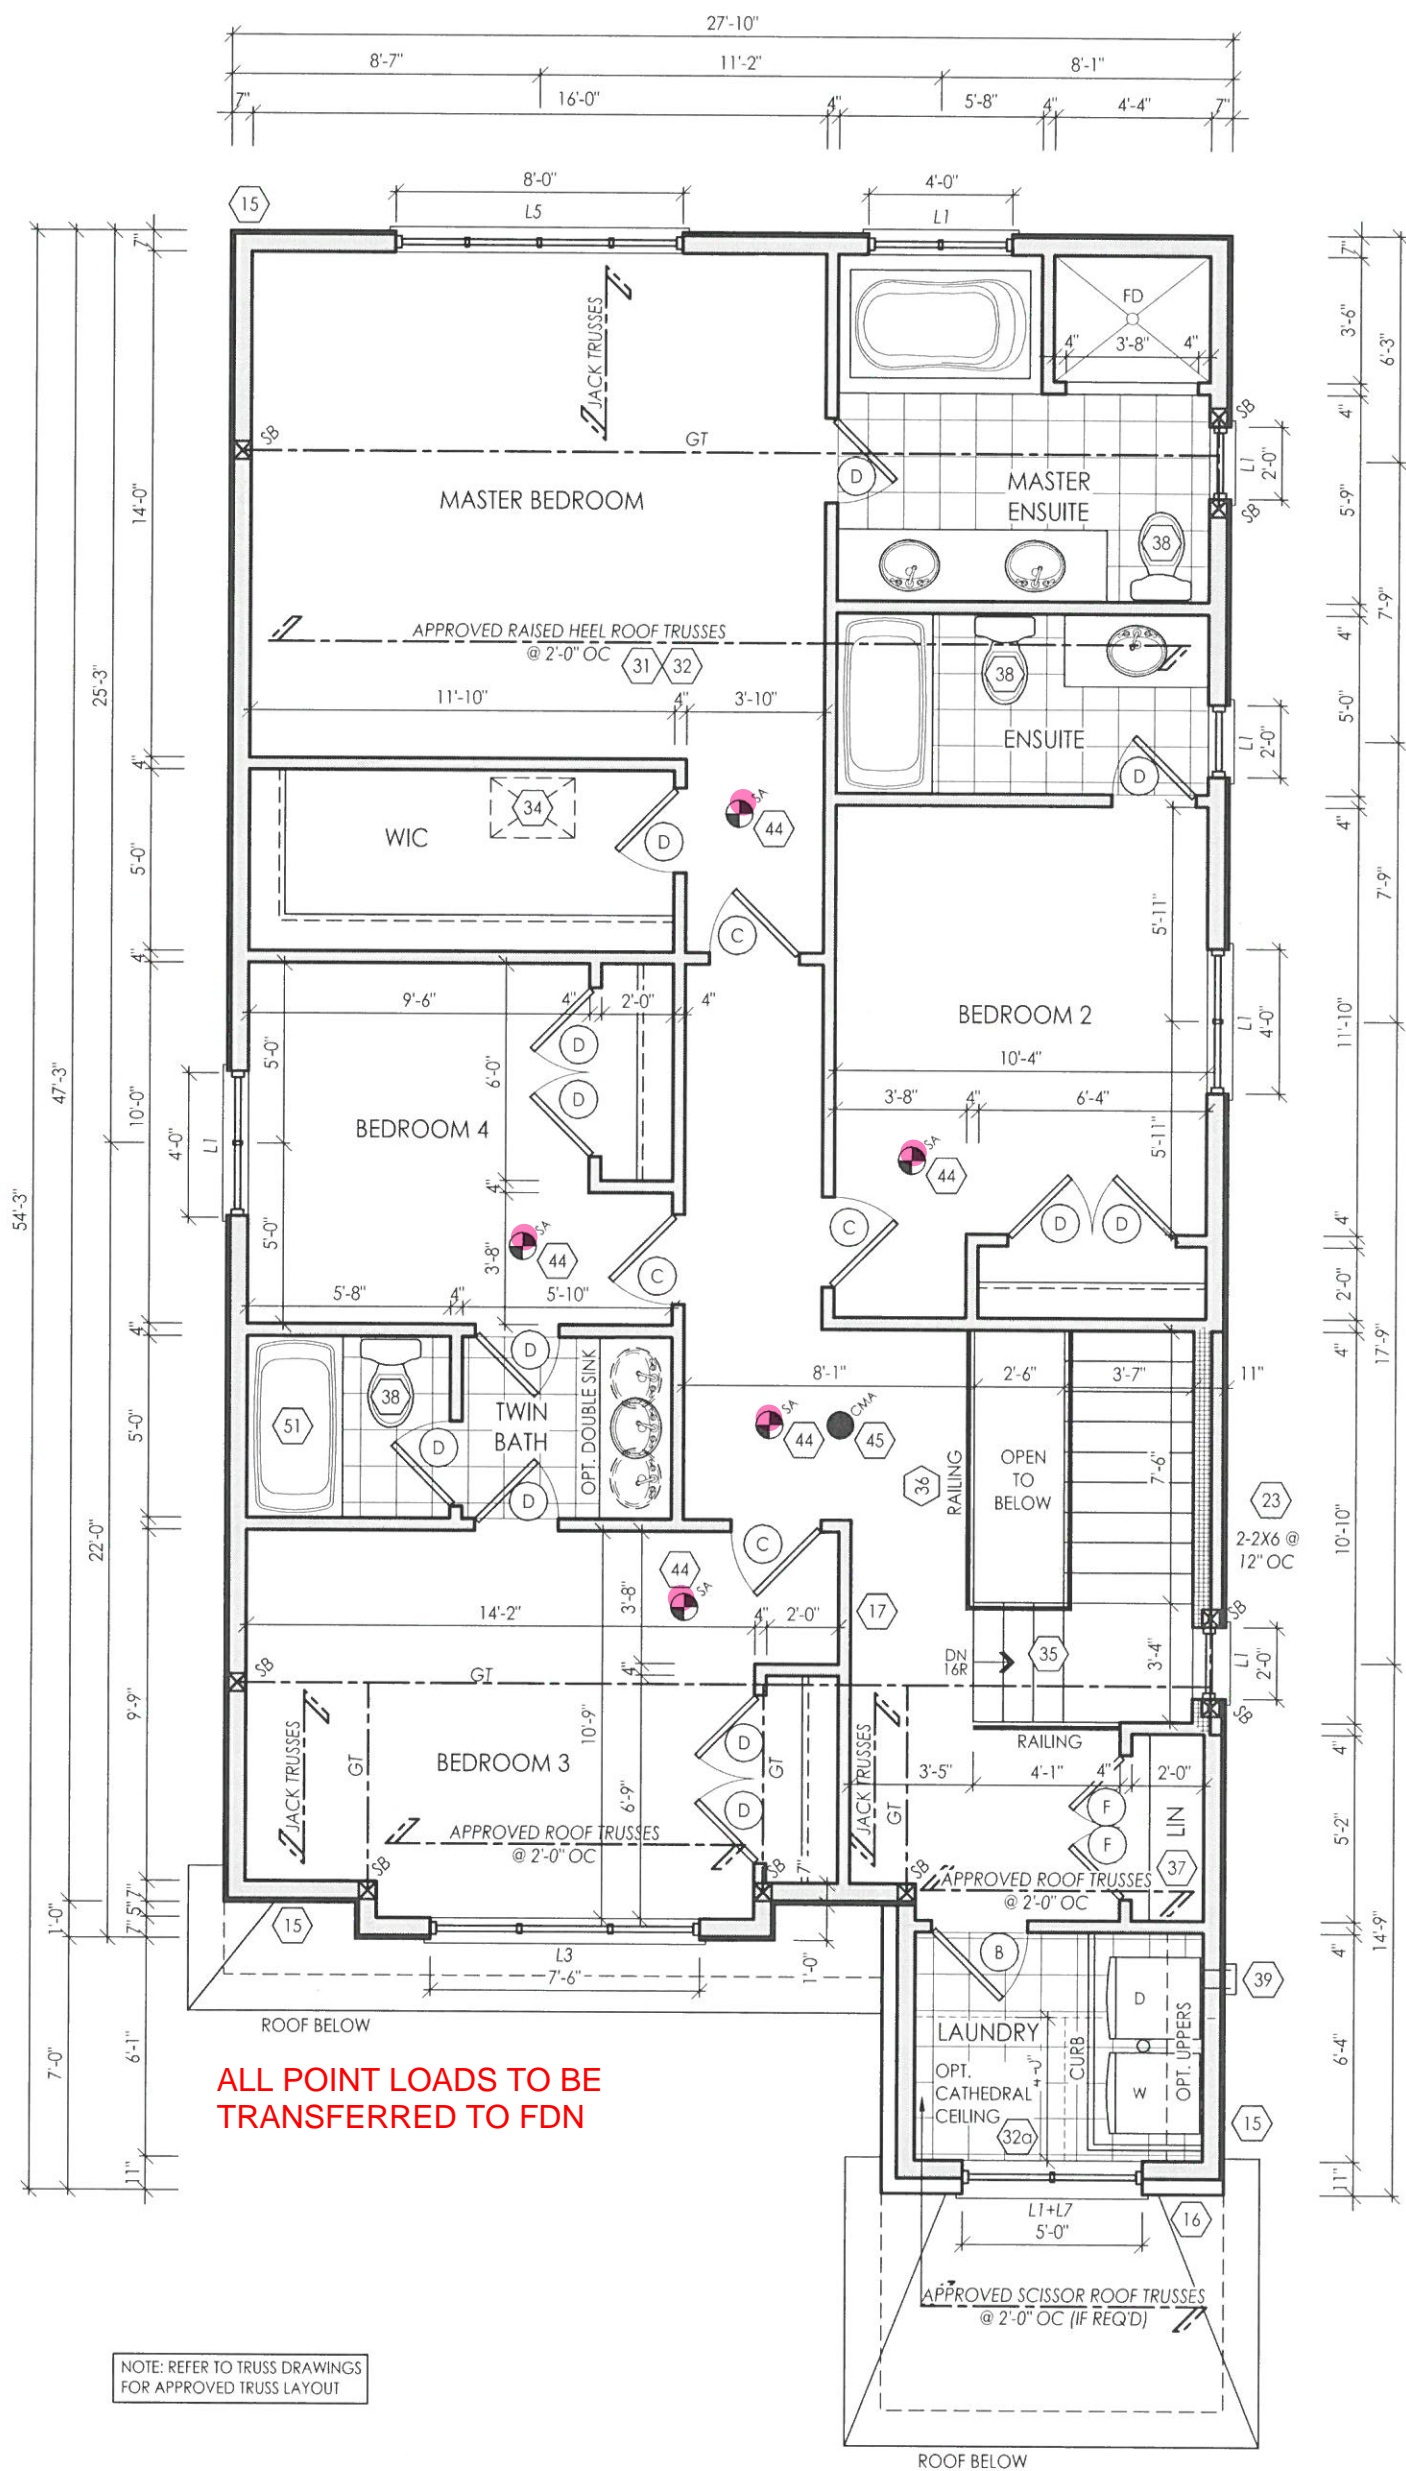 27'-10"
8'-7" 11'-2" 8'-1"
7" 16'-0" 4" 5'-8" 4" 4'-4" 7"
8'-0" 4'-0"
15 L5 L1
7" 7"
JACK TRUSSES
FD
4" 3'-8" 4"
3'-6"
6'-3"
4"
SB GT SB
D
L1
2'-0"
MASTER BEDROOM
MASTER
ENSUITE
SB
14'-0"
5'-9"
38
7'-9"
APPROVED RAISED HEEL ROOF TRUSSES
@ 2'-0" OC
31 32
4"
38
25'-3"
11'-10" 4" 3'-10"
5'-0"
ENSUITE
L1
2'-0"
4"
D
SA
44
34
WIC
D
4"
5'-0"
5'-11"
7'-9"
C
4"
9'-6" 4" 2'-0" 4"
BEDROOM 2
L1
4'-0"
11'-10"
5'-0"
6'-0"
D
D
10'-4"
3'-8" 4" 6'-4"
47'-3"
10'-0"
4'-0"
L1
BEDROOM 4
5'-11"
SA
44
4"
54'-3"
5'-0"
3'-8"
SA
44
C
C
D D
4"
2'-0"
5'-8" 4" 5'-10"
4"
4"
17'-9"
D
8'-1" 2'-6" 3'-7" 11"
51
38
TWIN
BATH
OPT. DOUBLE SINK
D
D
5'-0"
SA
44
CMA
45
36
RAILING
OPEN
TO
BELOW
7'-6"
23
2-2X6 @
12" OC
10'-10"
4"
22'-0"
C
44
SA
3'-8"
14'-2" 4" 2'-0"
17
SB
DN
16R
35
3'-4"
L1
2'-0"
SB GT 4"
SB
9'-9"
JACK TRUSSES
GT
10'-9"
BEDROOM 3
D
D
GT
6'-9"
JACK TRUSSES
GT
RAILING
3'-5" 4'-1" 4" 2'-0"
4"
F
F
LIN
37
5'-2"
APPROVED ROOF TRUSSES
@ 2'-0" OC
SB SB 7" SB
APPROVED ROOF TRUSSES
@ 2'-0" OC
7"
5"
7"
1'-0"
15
L3
7'-6"
1'-0"
B
4"
14'-9"
39
ROOF BELOW
D
LAUNDRY
OPT.
CATHEDRAL
CEILING
4'-0"
CURB
W
OPT. UPPERS
32a
6'-1"
7'-0"
6'-4"
15
ALL POINT LOADS TO BE
TRANSFERRED TO FDN
11" 11"
L1+L7
5'-0"
16
APPROVED SCISSOR ROOF TRUSSES
@ 2'-0" OC (IF REQ'D)
NOTE: REFER TO TRUSS DRAWINGS
FOR APPROVED TRUSS LAYOUT
ROOF BELOW